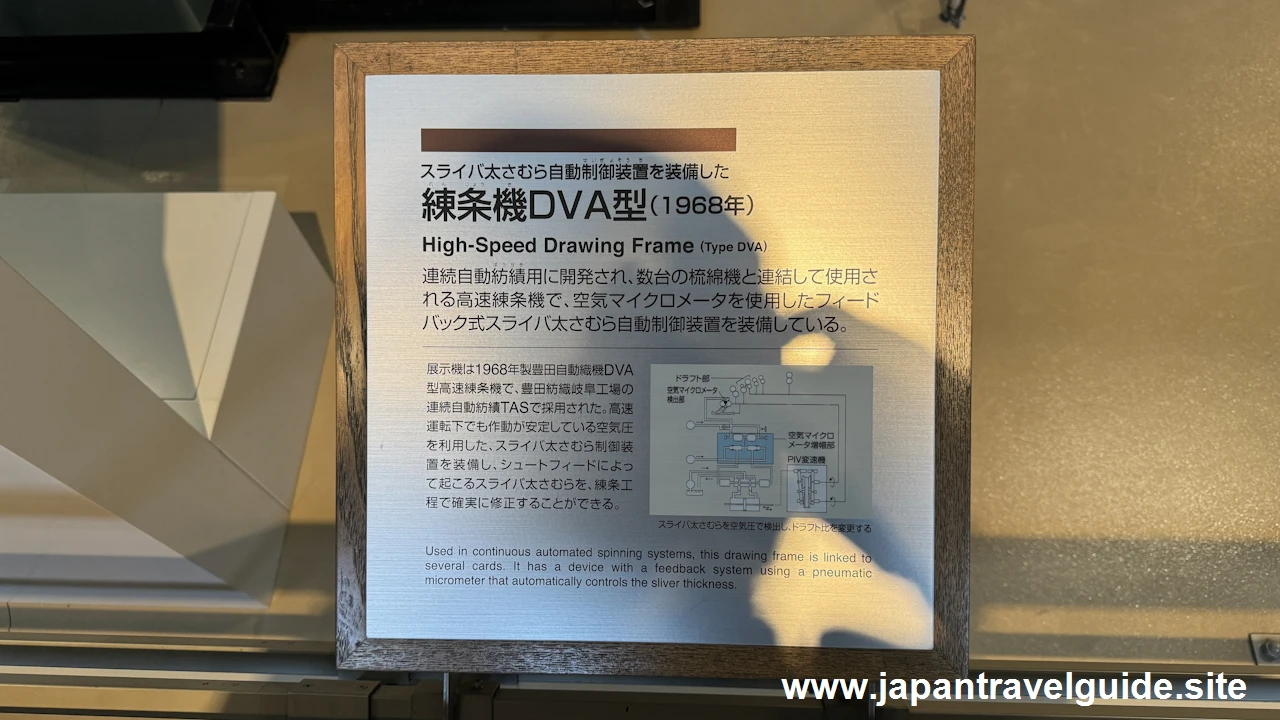 スライバ太さむら自動制御装置を装備した
練条機DVA型(1968年)
High-Speed Drawing Frame (Type DVA)
連続自動紡績用に開発され、数台の梳綿機と連結して使用さ
れる高速練条機で、空気マイクロメータを使用したフィード
バック式スライバ太さむら自動制御装置を装備している。
展示機は1968年製豊田自動織機DVA
型高速練条機で、豊田紡織岐阜工場の
連続自動紡績TASで採用された。高速
運転下でも作動が安定している空気圧
を利用した、スライバ太さむら制御装
置を装備し、シュートフィードによっ
て起こるスライバ太さむらを、練条工
程で確実に修正することができる。
ドラフト部
空気マイクロメータ
検出部
空気マイクロ
メータ増幅部
PIV変速機
スライバ太さむらを空気圧で検出し、ドラフト比を変更する
Used in continuous automated spinning systems, this drawing frame is linked to
several cards. It has a device with a feedback system using a pneumatic
micrometer that automatically controls the sliver thickness.
www.japantravelguide.site